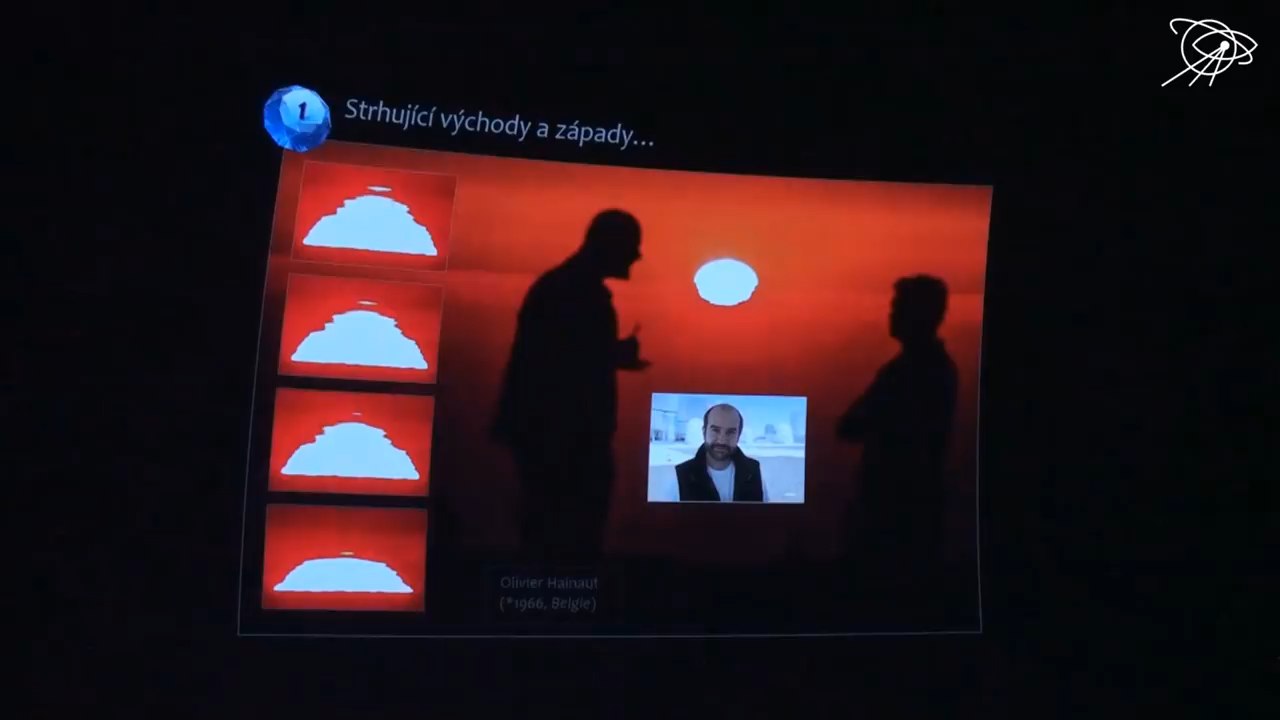 1
Strhující východy a západy...
Olivier Hainaut
(*1966, Belgie)